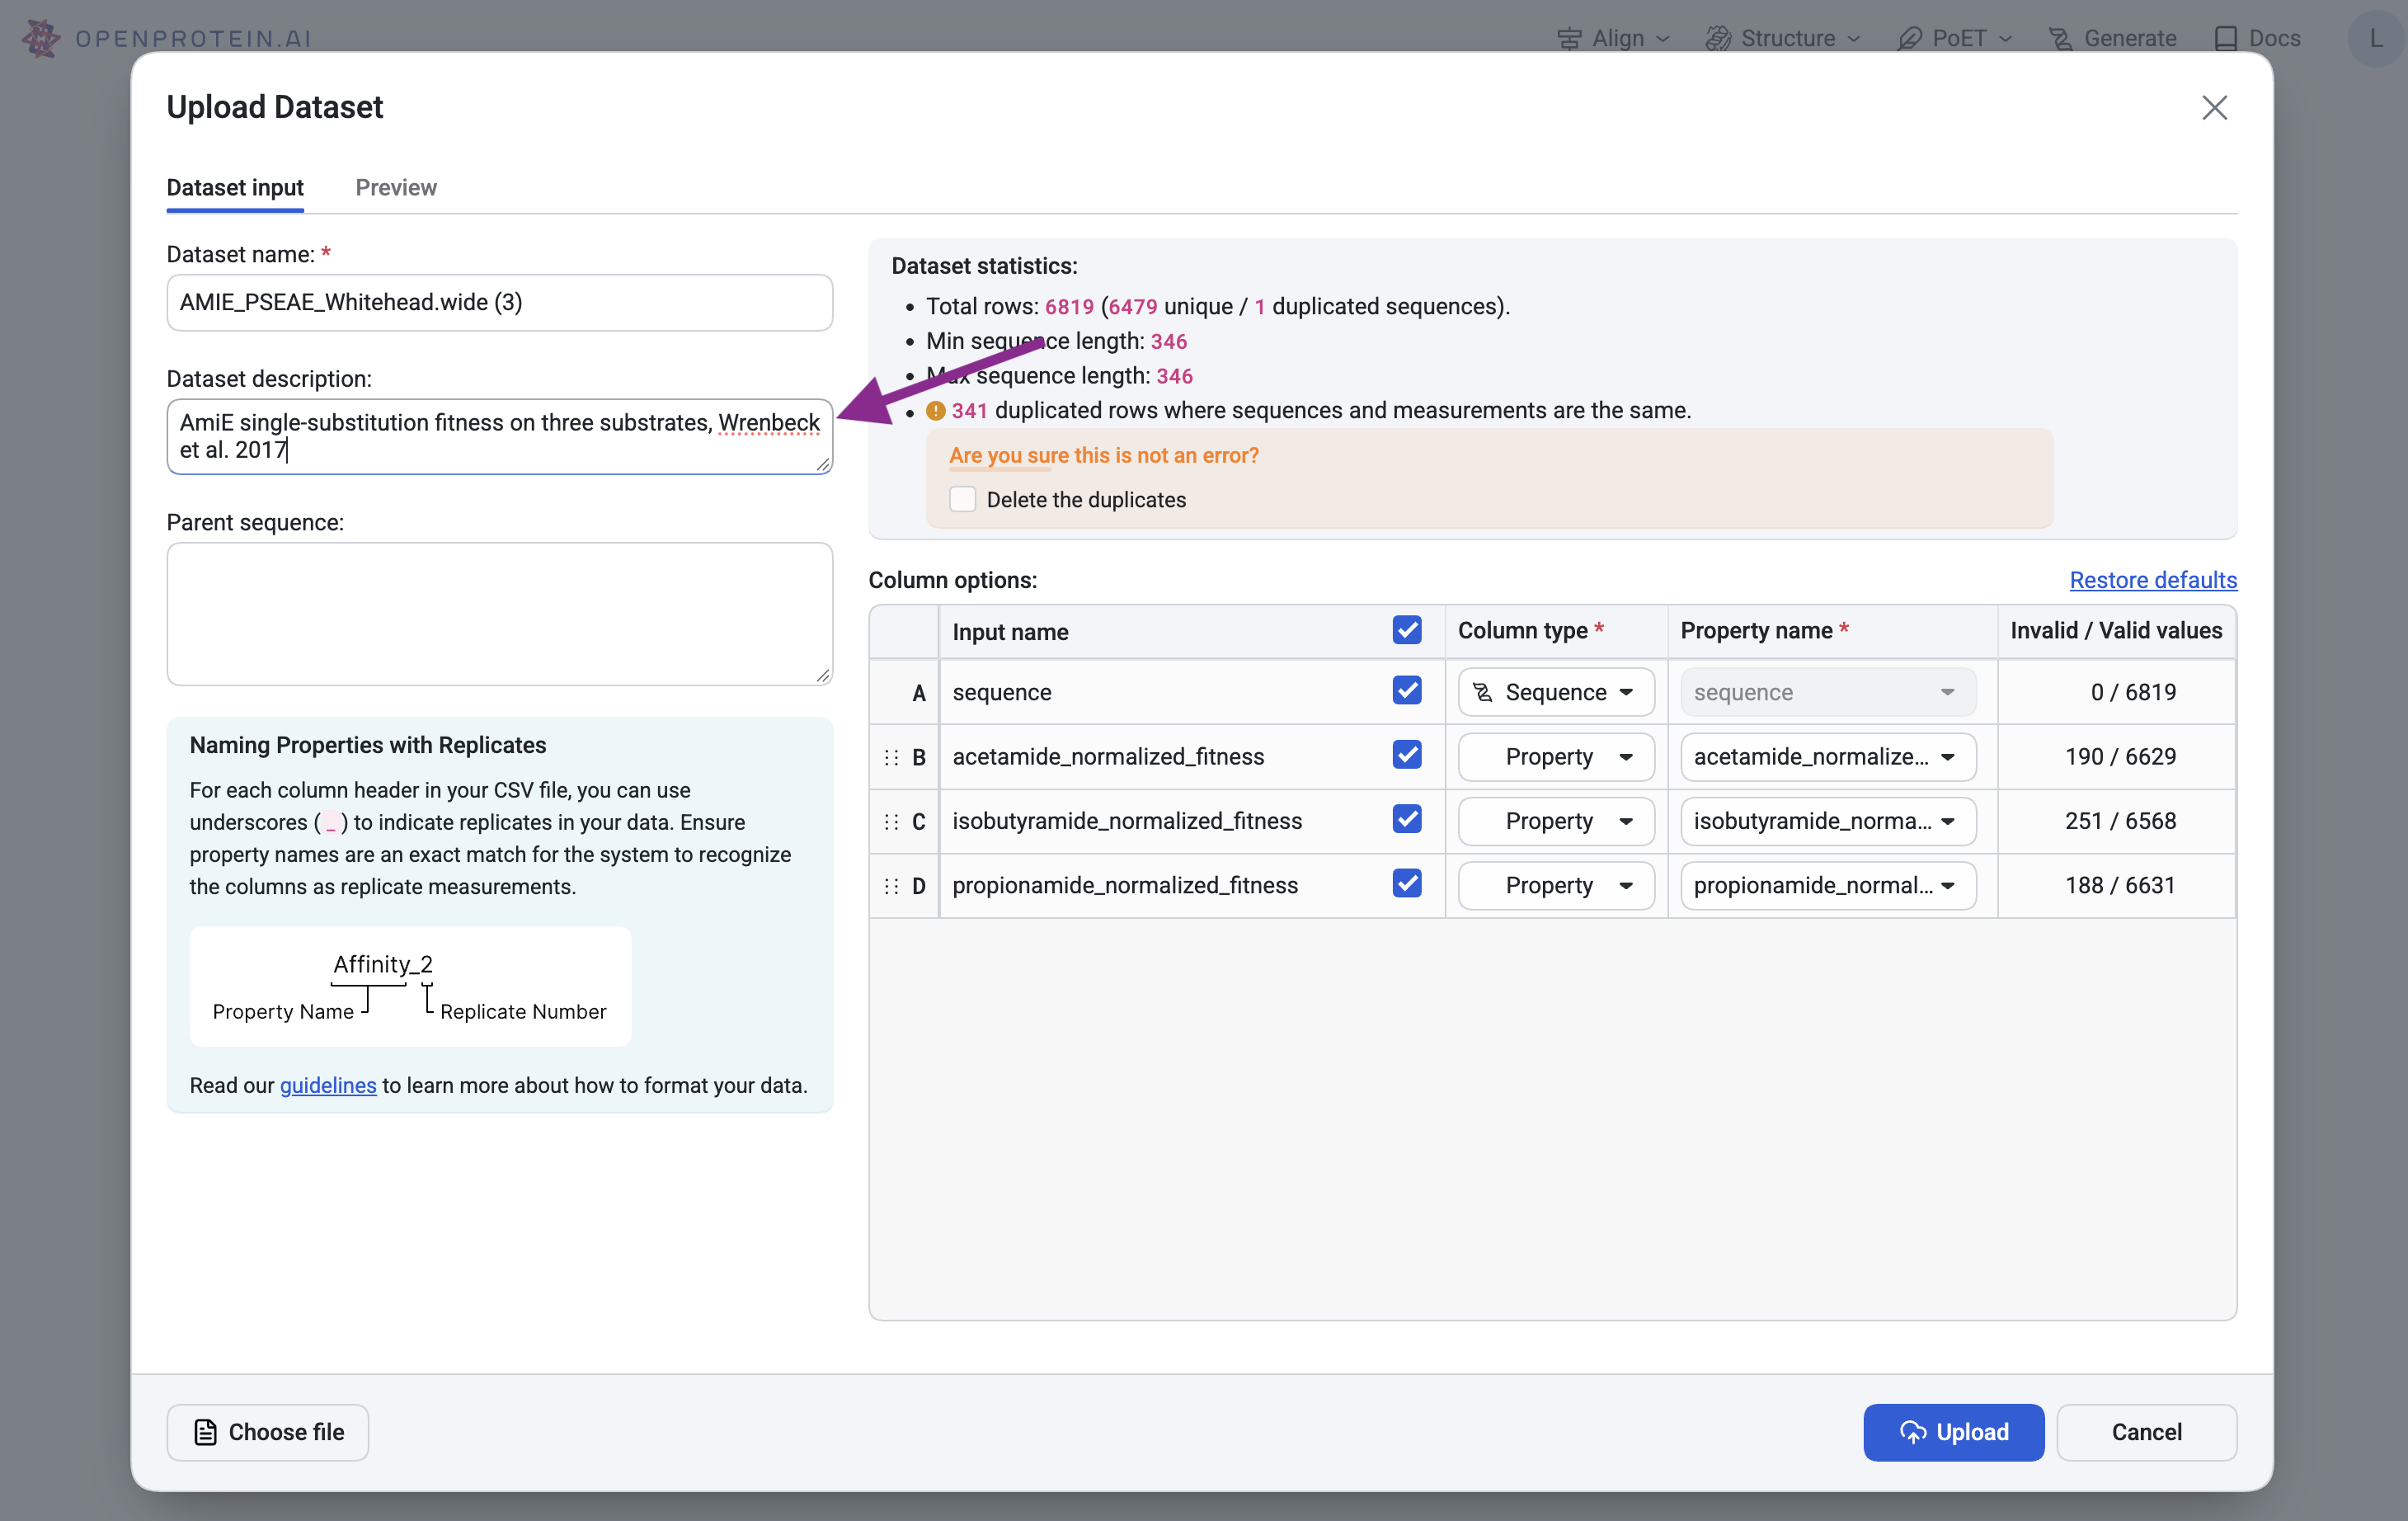 OPENPROTEIN.AI
Align
Structure
PoET
Generate
Docs
L
Upload Dataset
Dataset input
Preview
Dataset name: *
AMIE_PSEAE_Whitehead.wide (3)
Dataset description:
AmiE single-substitution fitness on three substrates, Wrenbeck
et al. 2017
Parent sequence:
Naming Properties with Replicates
For each column header in your CSV file, you can use
underscores ( _ ) to indicate replicates in your data. Ensure
property names are an exact match for the system to recognize
the columns as replicate measurements.
Affinity_2
Property Name
Replicate Number
Read our guidelines to learn more about how to format your data.
Dataset statistics:
• Total rows: 6819 (6479 unique / 1 duplicated sequences).
• Min sequence length: 346
• Max sequence length: 346
• 341 duplicated rows where sequences and measurements are the same.
Are you sure this is not an error?
Delete the duplicates
Column options:
Restore defaults
Input name Column type * Property name * Invalid / Valid values
A sequence Sequence sequence 0 / 6819
B acetamide_normalized_fitness Property acetamide_normalize... 190 / 6629
C isobutyramide_normalized_fitness Property isobutyramide_norma... 251 / 6568
D propionamide_normalized_fitness Property propionamide_normal... 188 / 6631
Choose file
Upload
Cancel